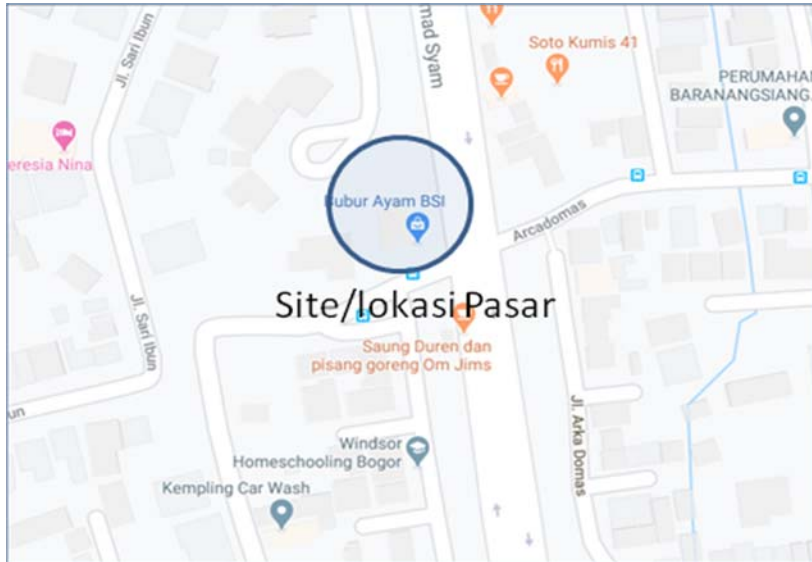 Jl. Sari Ibun
mad Syam
Soto Kumis 41
PERUMAHAN
BARANANGSIANG
eresia Nina
Bubur Ayam BSI
Arcadomas
Site/lokasi Pasar
Jl. Sari Ibun
Saung Duren dan
pisang goreng Om Jims
un
Jl. Arka Domas
Windsor
Homeschooling Bogor
Kempling Car Wash